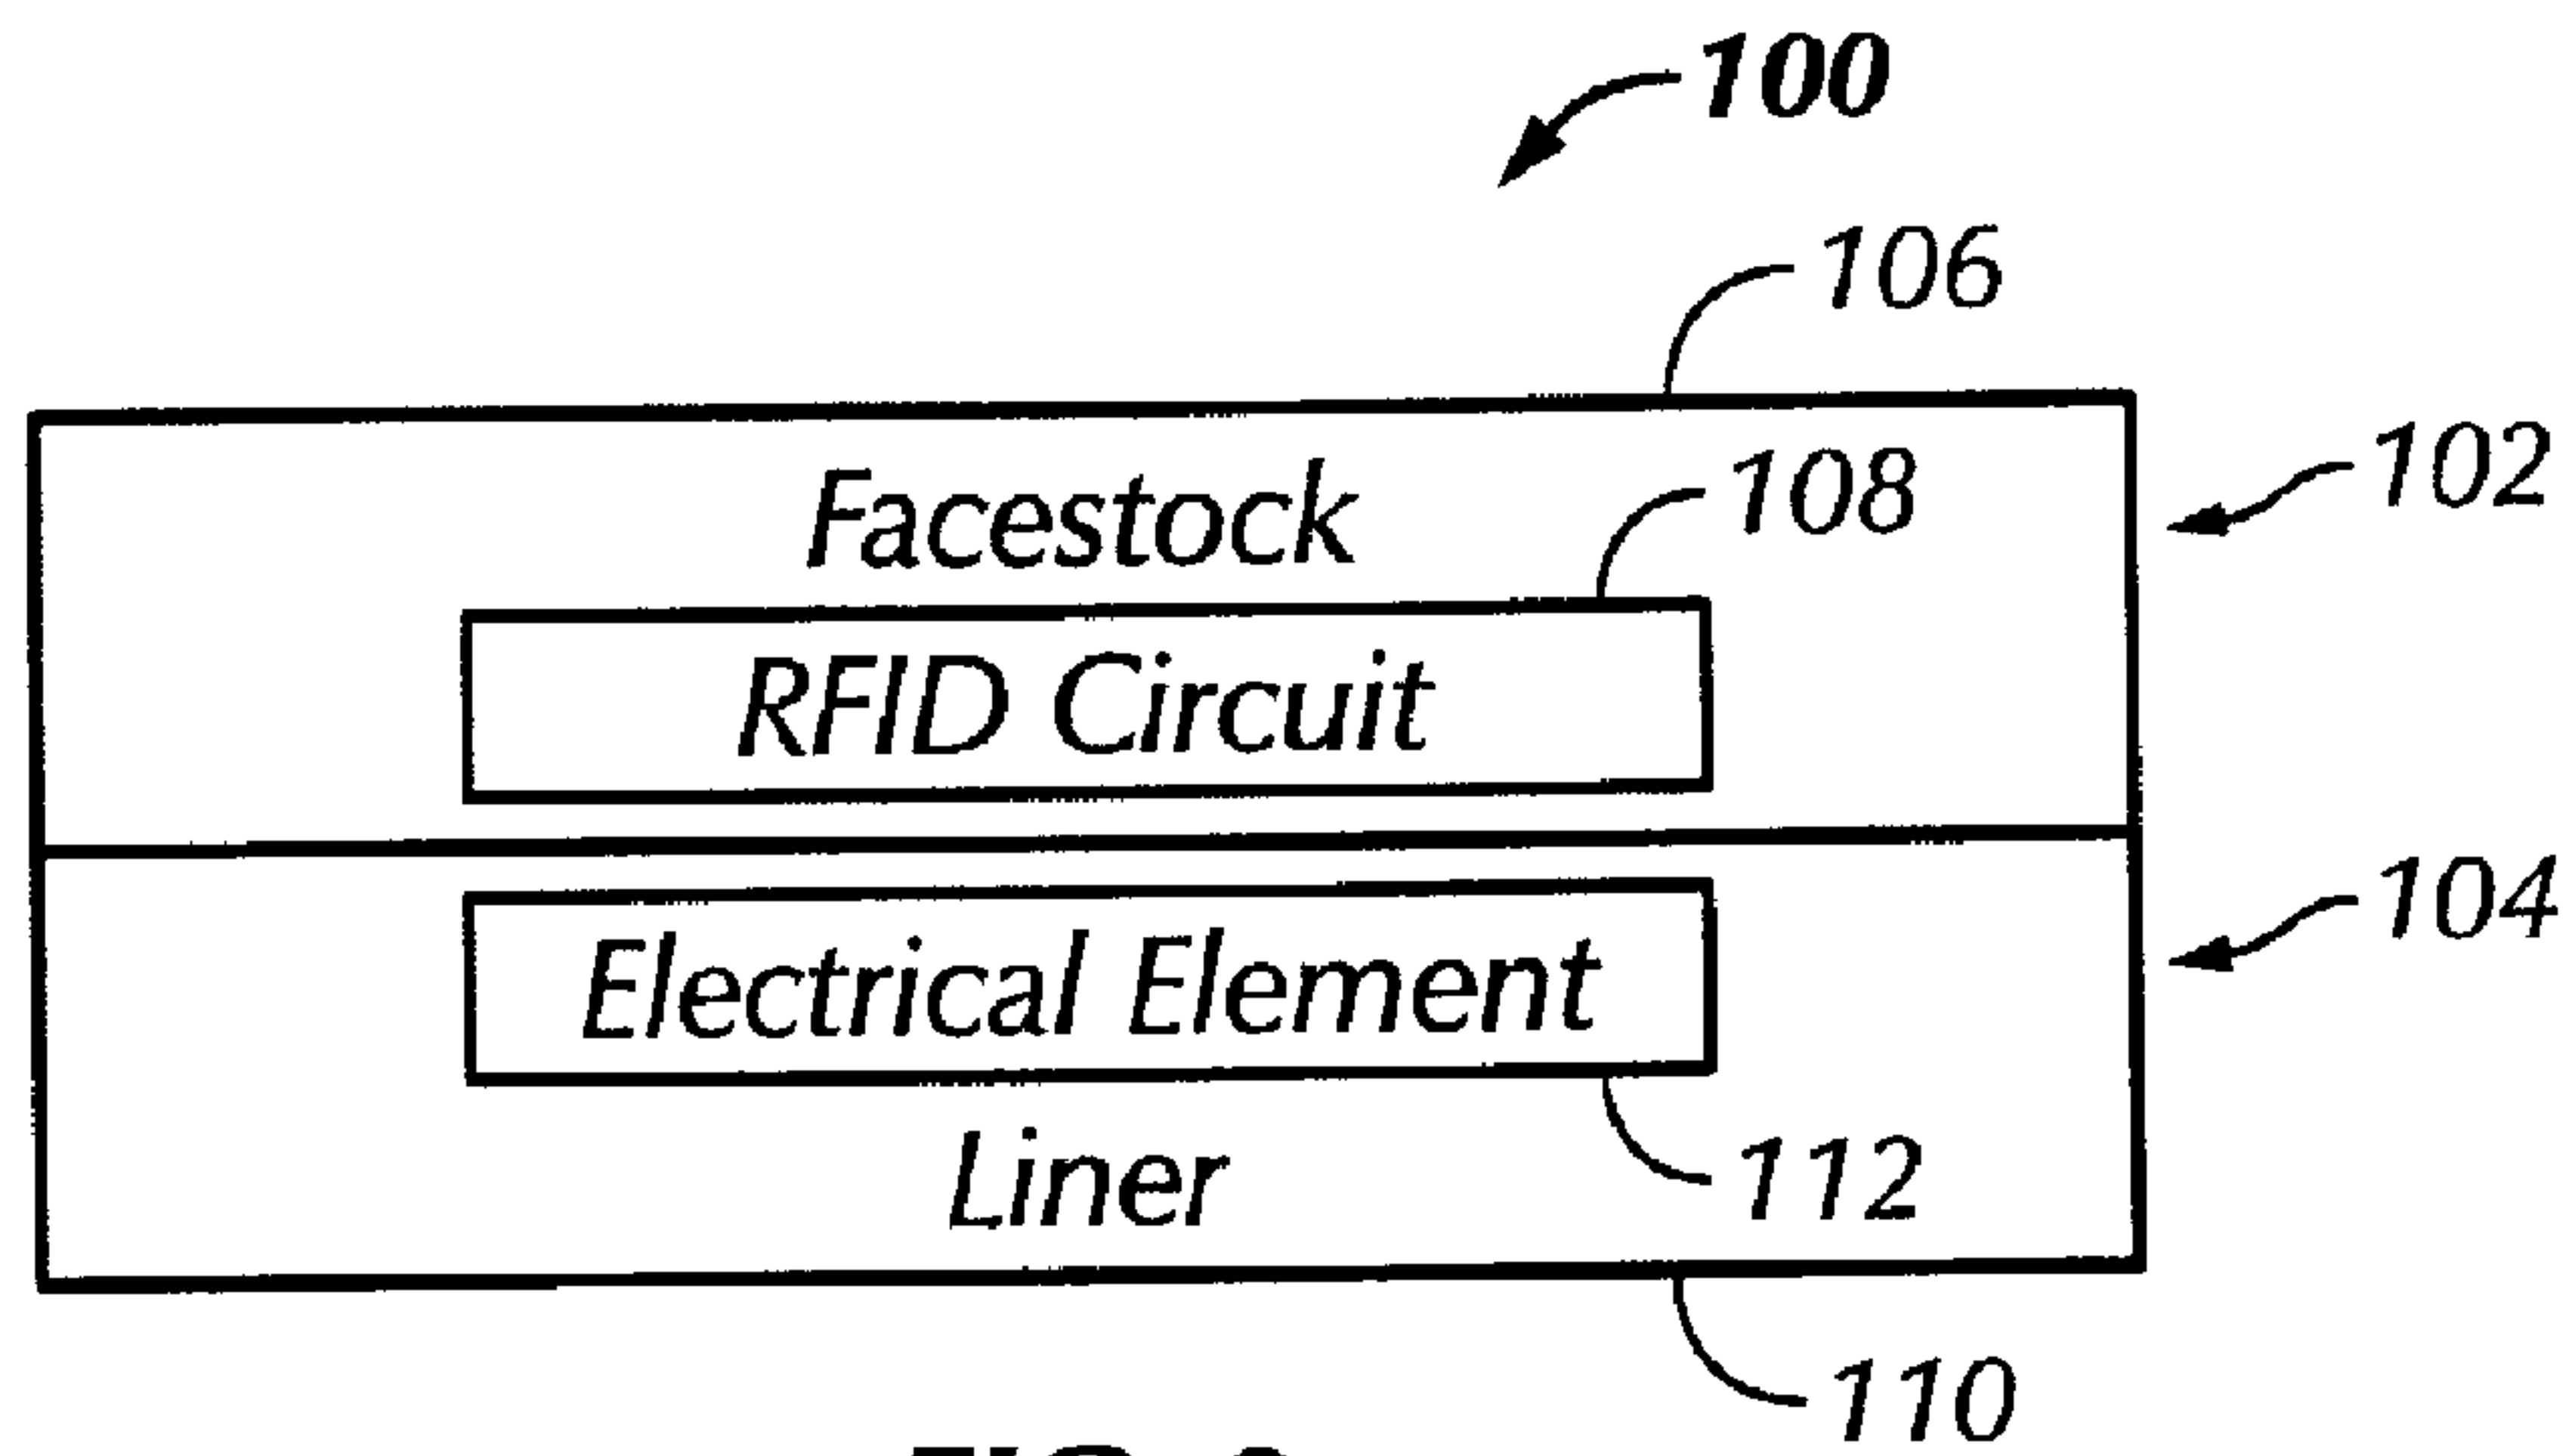 100
106
102
Facestock
108
RFID Circuit
104
Electrical Element
112
Liner
110